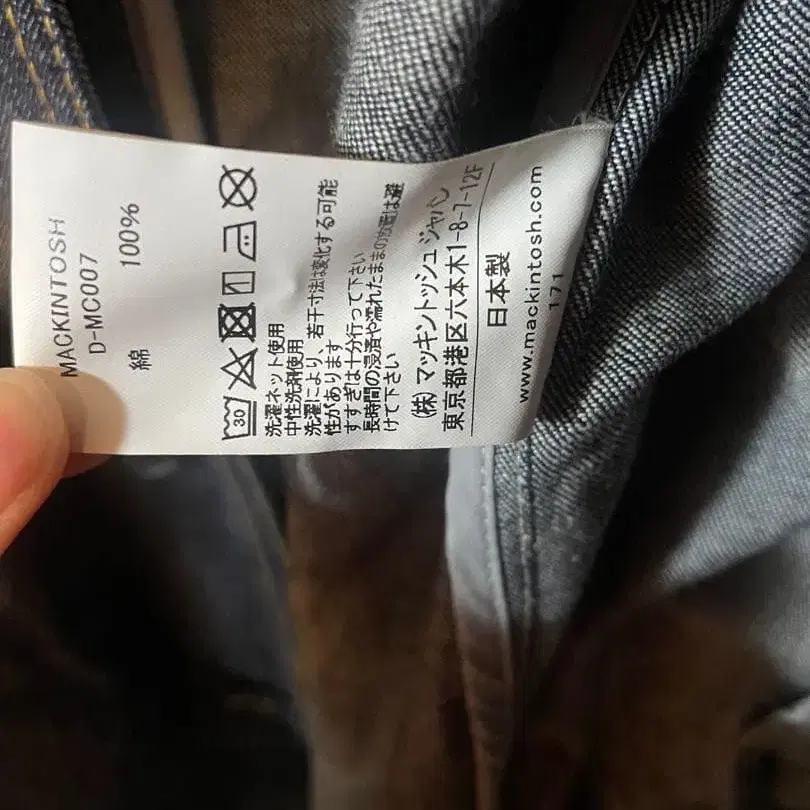 MACKINTOSH
D-MC007
綿 100%
30
洗濯ネット使用
中性洗剤使用
洗濯により、若干寸法は変化する可能
性があります
すすぎは十分行って下さい
長時間の浸漬や濡れたままの放置は避
けて下さい
(株)マッキントッシュ ジャパン
東京都港区六本木1-8-7-12F
日本製
www.mackintosh.com
171